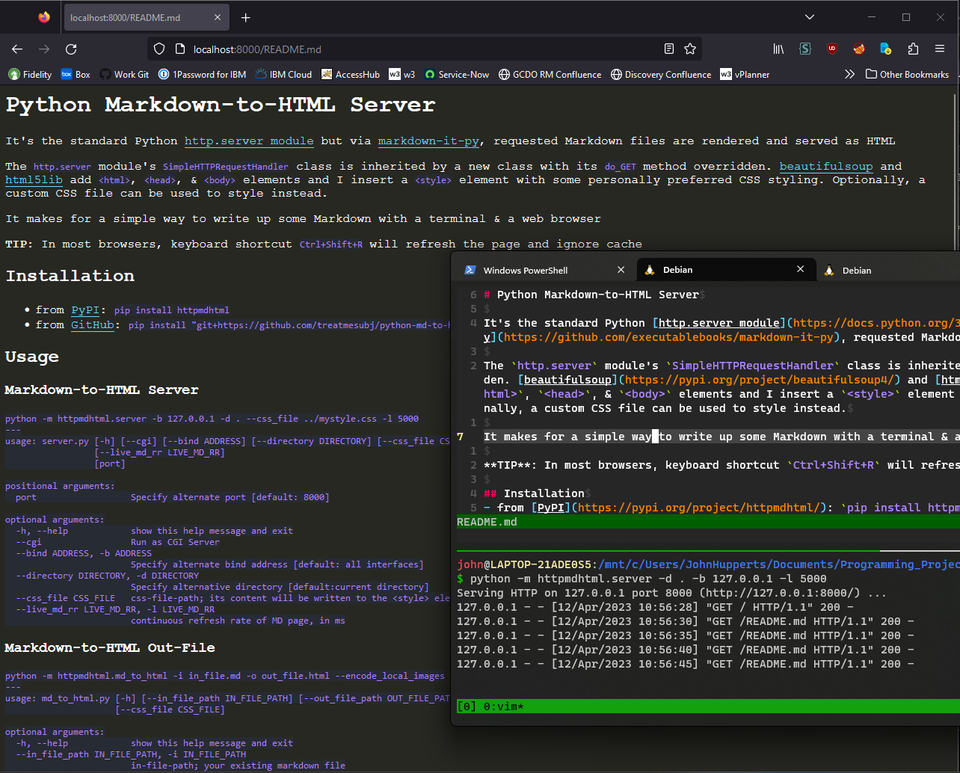 localhost:8000/README.md
localhost:8000/README.md
Fidelity Box Work Git 1Password for IBM IBM Cloud AccessHub w3 w3 Service-Now GCDO RM Confluence Discovery Confluence w3 vPlanner Other Bookmarks
Python Markdown-to-HTML Server
It's the standard Python http.server module but via markdown-it-py, requested Markdown files are rendered and served as HTML
The http.server module's SimpleHTTPRequestHandler class is inherited by a new class with its do_GET method overridden. beautifulsoup and
html5lib add <html>, <head>, & <body> elements and I insert a <style> element with some personally preferred CSS styling. Optionally, a
custom CSS file can be used to style instead.
It makes for a simple way to write up some Markdown with a terminal & a web browser
TIP: In most browsers, keyboard shortcut Ctrl+Shift+R will refresh the page and ignore cache
Installation
• from PyPI: pip install httpmdhtml
• from GitHub: pip install "git+https://github.com/treatmesubj/python-md-to-h
Usage
Markdown-to-HTML Server
python -m httpmdhtml.server -b 127.0.0.1 -d . --css_file ../mystyle.css -l 5000
---
usage: server.py [-h] [--cgi] [--bind ADDRESS] [--directory DIRECTORY] [--css_file CS
[--live_md_rr LIVE_MD_RR]
[port]
positional arguments:
port Specify alternate port [default: 8000]
optional arguments:
-h, --help show this help message and exit
--cgi Run as CGI Server
--bind ADDRESS, -b ADDRESS
Specify alternate bind address [default: all interfaces]
--directory DIRECTORY, -d DIRECTORY
Specify alternative directory [default:current directory]
--css_file CSS_FILE css-file-path; its content will be written to the <style> ele
--live_md_rr LIVE_MD_RR, -l LIVE_MD_RR
continuous refresh rate of MD page, in ms
Markdown-to-HTML Out-File
python -m httpmdhtml.md_to_html -i in_file.md -o out_file.html --encode_local_images
---
usage: md_to_html.py [-h] [--in_file_path IN_FILE_PATH] [--out_file_path OUT_FILE_PAT
[--css_file CSS_FILE]
optional arguments:
-h, --help show this help message and exit
--in_file_path IN_FILE_PATH, -i IN_FILE_PATH
in-file-path; your existing markdown file
Windows PowerShell Debian Debian
6 # Python Markdown-to-HTML Server$
5 $
4 It's the standard Python [http.server module](https://docs.python.org/3
y](https://github.com/executablebooks/markdown-it-py), requested Markdo
3 $
2 The `http.server` module's `SimpleHTTPRequestHandler` class is inherite
den. [beautifulsoup](https://pypi.org/project/beautifulsoup4/) and [htm
html>`, `<head>`, & `<body>` elements and I insert a `<style>` element
nally, a custom CSS file can be used to style instead.$
1 $
7 It makes for a simple way to write up some Markdown with a terminal & a
1 $
2 **TIP**: In most browsers, keyboard shortcut `Ctrl+Shift+R` will refres
3 $
4 ## Installation$
5 - from [PyPI](https://pypi.org/project/httpmdhtml/): `pip install httpm
README.md
john@LAPTOP-21ADE0S5:/mnt/c/Users/JohnHupperts/Documents/Programming_Projec
$ python -m httpmdhtml.server -d . -b 127.0.0.1 -l 5000
Serving HTTP on 127.0.0.1 port 8000 (http://127.0.0.1:8000/) ...
127.0.0.1 - - [12/Apr/2023 10:56:28] "GET / HTTP/1.1" 200 -
127.0.0.1 - - [12/Apr/2023 10:56:30] "GET /README.md HTTP/1.1" 200 -
127.0.0.1 - - [12/Apr/2023 10:56:35] "GET /README.md HTTP/1.1" 200 -
127.0.0.1 - - [12/Apr/2023 10:56:40] "GET /README.md HTTP/1.1" 200 -
127.0.0.1 - - [12/Apr/2023 10:56:45] "GET /README.md HTTP/1.1" 200 -
[0] 0:vim*